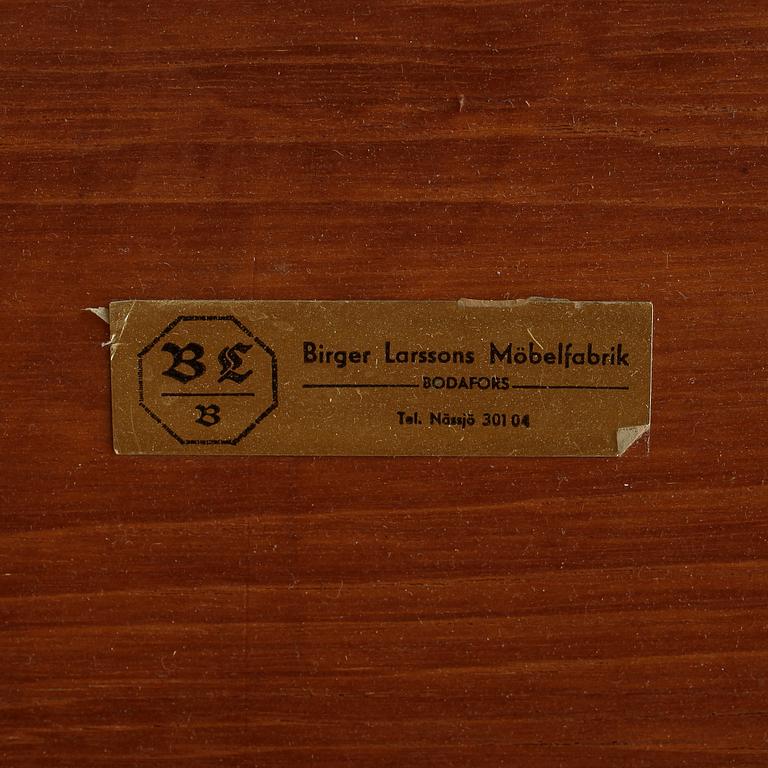 BL
B
Birger Larssons Möbelfabrik
BODAFORS
Tel. Nässjö 301 04